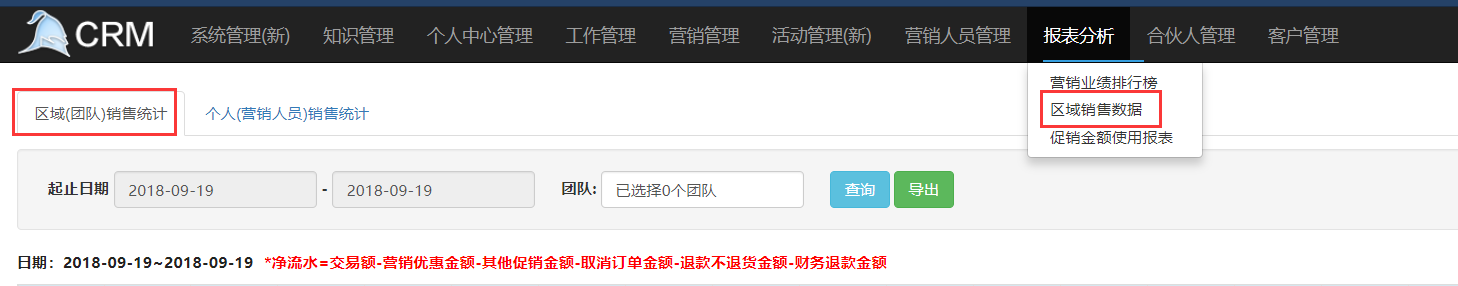 CRM 系统管理(新) 知识管理 个人中心管理 工作管理 营销管理 活动管理(新) 营销人员管理 报表分析 合伙人管理 客户管理
营销业绩排行榜
区域销售数据
促销金额使用报表
区域(团队)销售统计 个人(营销人员)销售统计
起止日期 2018-09-19 - 2018-09-19 团队: 已选择0个团队 查询 导出
日期：2018-09-19~2018-09-19 *净流水=交易额-营销优惠金额-其他促销金额-取消订单金额-退款不退货金额-财务退款金额